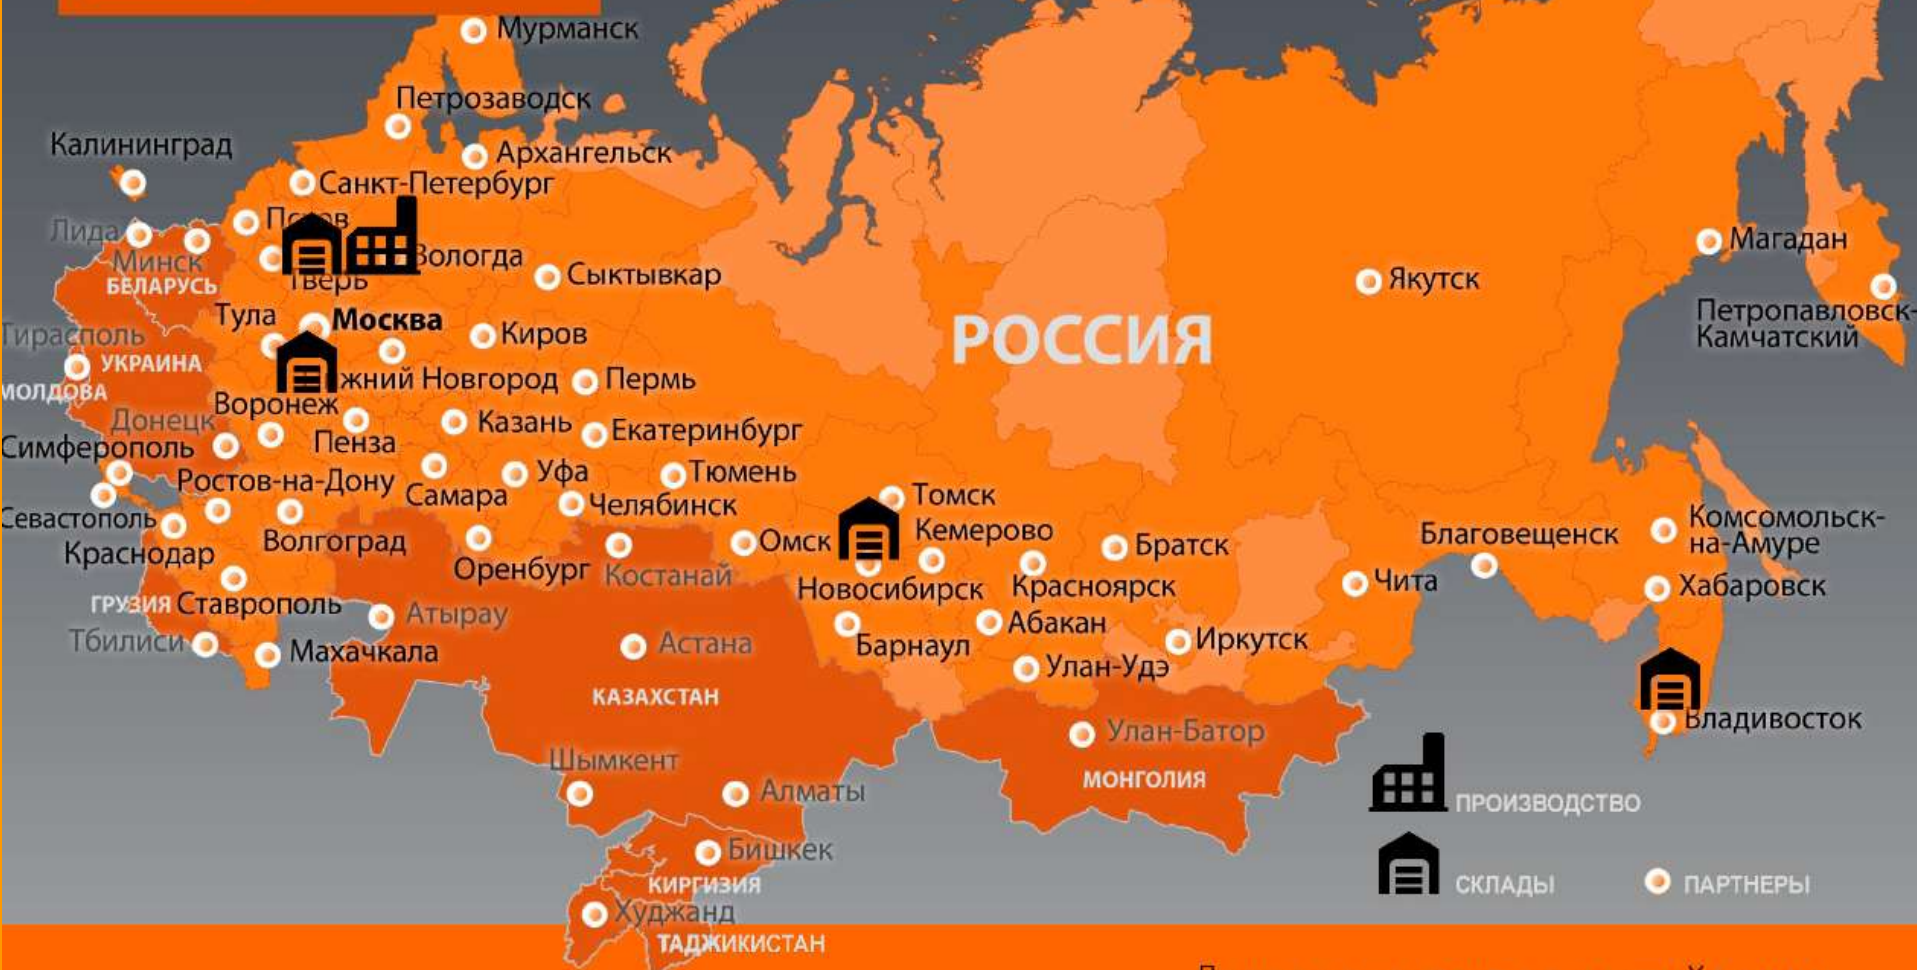 Мурманск
Петрозаводск
Калининград
Архангельск
Санкт-Петербург
Лида
Вологда
Магадан
Минск
Сыктывкар
Якутск
БЕЛАРУСЬ
Тверь
Тула
Москва
Петропавловск-
Камчатский
Тирасполь
Киров
РОССИЯ
УКРАИНА
жний Новгород
Пермь
МОЛДОВА
Воронеж
Донецк
Казань
Екатеринбург
Симферополь
Пенза
Ростов-на-Дону
Уфа
Тюмень
Самара
Челябинск
Томск
Севастополь
Кемерово
Комсомольск-
на-Амуре
Краснодар
Волгоград
Омск
Братск
Благовещенск
Оренбург
Костанай
Новосибирск
Красноярск
Чита
Хабаровск
ГРУЗИЯ
Ставрополь
Атырау
Абакан
Тбилиси
Махачкала
Астана
Барнаул
Иркутск
Улан-Удэ
КАЗАХСТАН
Владивосток
Улан-Батор
Шымкент
МОНГОЛИЯ
Алматы
ПРОИЗВОДСТВО
Бишкек
КИРГИЗИЯ
СКЛАДЫ
ПАРТНЕРЫ
Худжанд
ТАДЖИКИСТАН